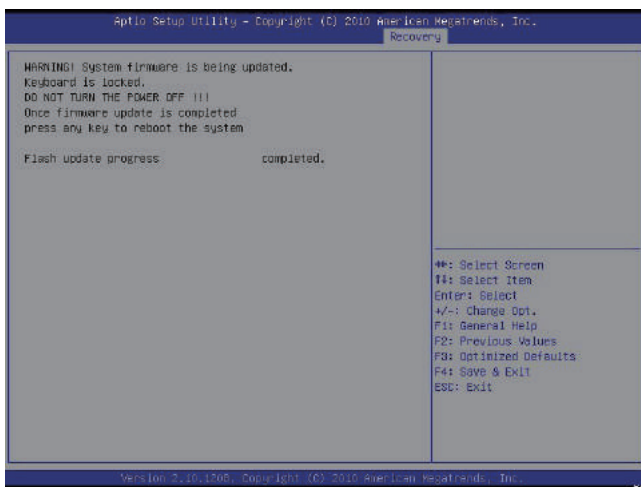 Aptio Setup Utility - Copyright (C) 2010 American Megatrends, Inc.
Recovery
WARNING! System firmware is being updated.
Keyboard is locked.
DO NOT TURN THE POWER OFF !!!
Once firmware update is completed
press any key to reboot the system
Flash update progress completed.
↔: Select Screen
↑↓: Select Item
Enter: Select
+/-: Change Opt.
F1: General Help
F2: Previous Values
F3: Optimized Defaults
F4: Save & Exit
ESC: Exit
Version 2.10.1208. Copyright (C) 2010 American Megatrends, Inc.